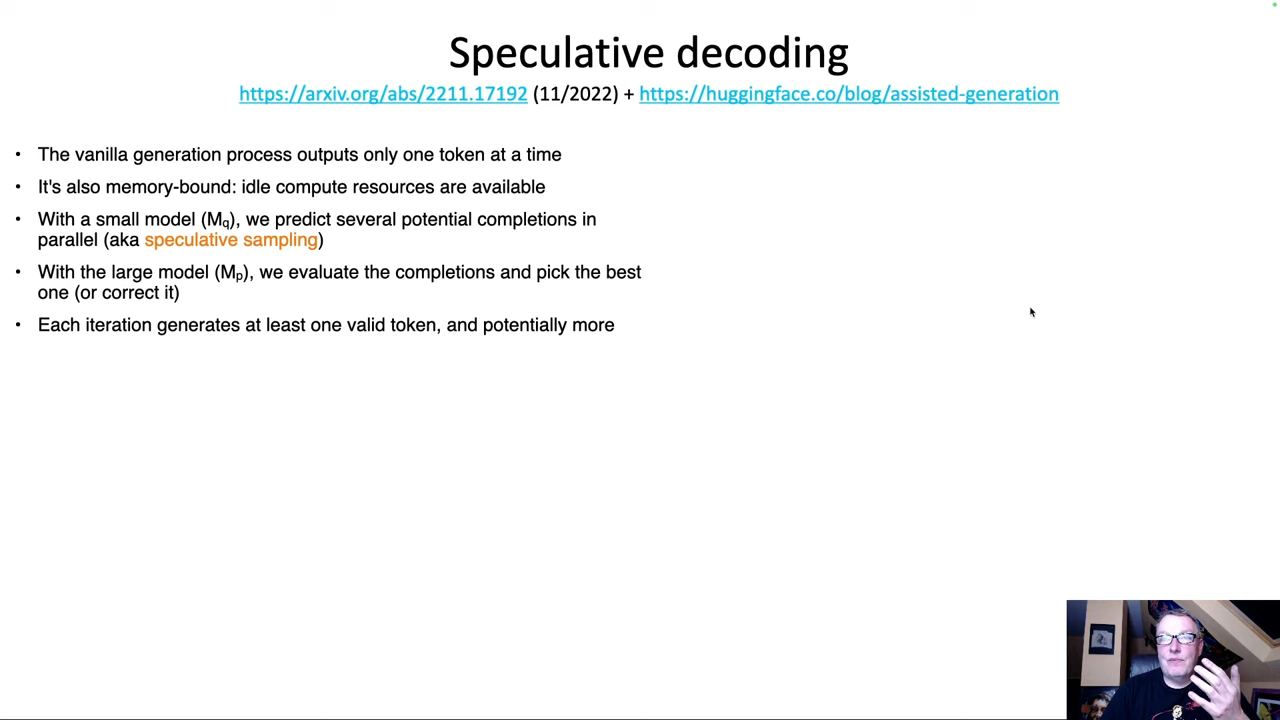 Speculative decoding
https://arxiv.org/abs/2211.17192 (11/2022) + https://huggingface.co/blog/assisted-generation
• The vanilla generation process outputs only one token at a time
• It's also memory-bound: idle compute resources are available
• With a small model (Mq), we predict several potential completions in
parallel (aka speculative sampling)
• With the large model (Mp), we evaluate the completions and pick the best
one (or correct it)
• Each iteration generates at least one valid token, and potentially more